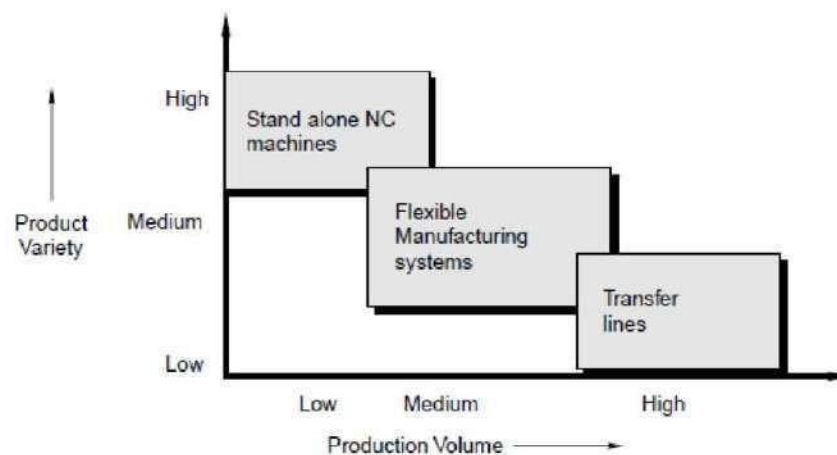 High
Stand alone NC
machines
Product
Variety
Medium
Flexible
Manufacturing
systems
Transfer
lines
Low
Low Medium High
Production Volume